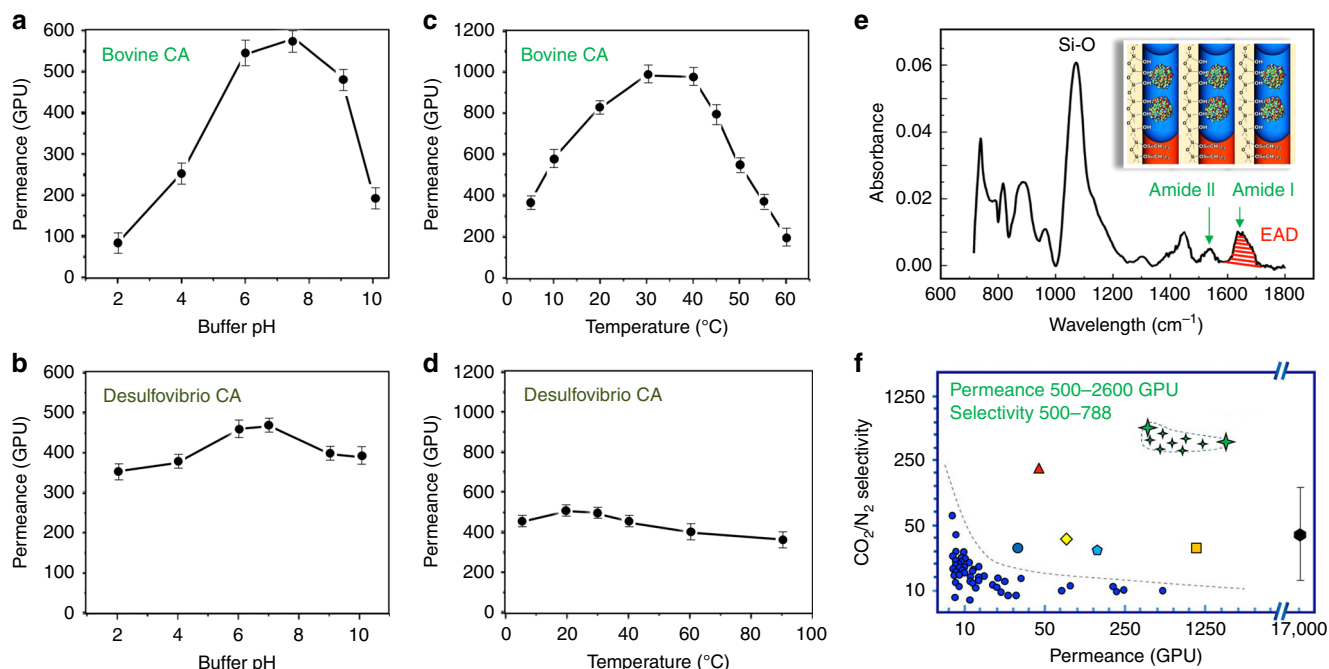 a
Permeance (GPU)
600
500
400
300
200
100
0
Bovine CA
2 4 6 8 10
Buffer pH
b
Permeance (GPU)
600
500
400
300
200
100
0
Desulfovibrio CA
2 4 6 8 10
Buffer pH
c
Permeance (GPU)
1200
1000
800
600
400
200
0
Bovine CA
0 10 20 30 40 50 60
Temperature (°C)
d
Permeance (GPU)
1200
1000
800
600
400
200
0
Desulfovibrio CA
0 20 40 60 80 100
Temperature (°C)
e
Absorbance
0.06
0.04
0.02
0.00
Si-O
Amide II
Amide I
EAD
600 800 1000 1200 1400 1600 1800
Wavelength (cm⁻¹)
f
CO₂/N₂ selectivity
1250
250
50
10
Permeance 500–2600 GPU
Selectivity 500–788
10 50 250 1250 17,000
Permeance (GPU)